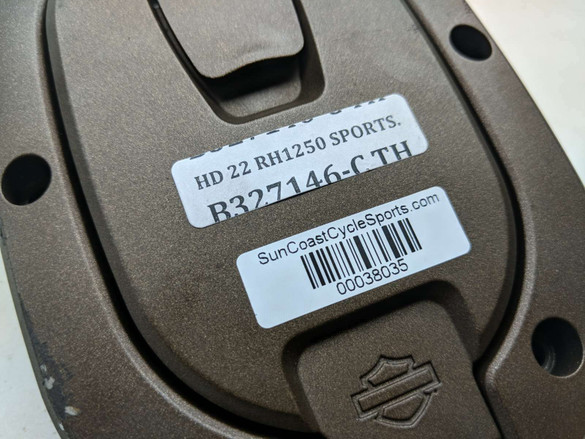 HD 22 RH1250 SPORTS.
B327146-C TH
SunCoastCycleSports.com
00038035